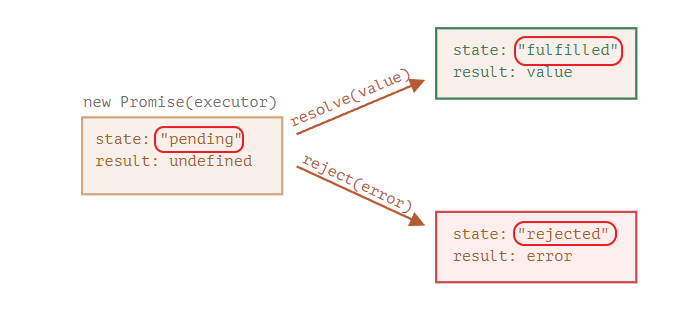 new Promise(executor)
state: "pending"
result: undefined
resolve(value)
reject(error)
state: "fulfilled"
result: value
state: "rejected"
result: error